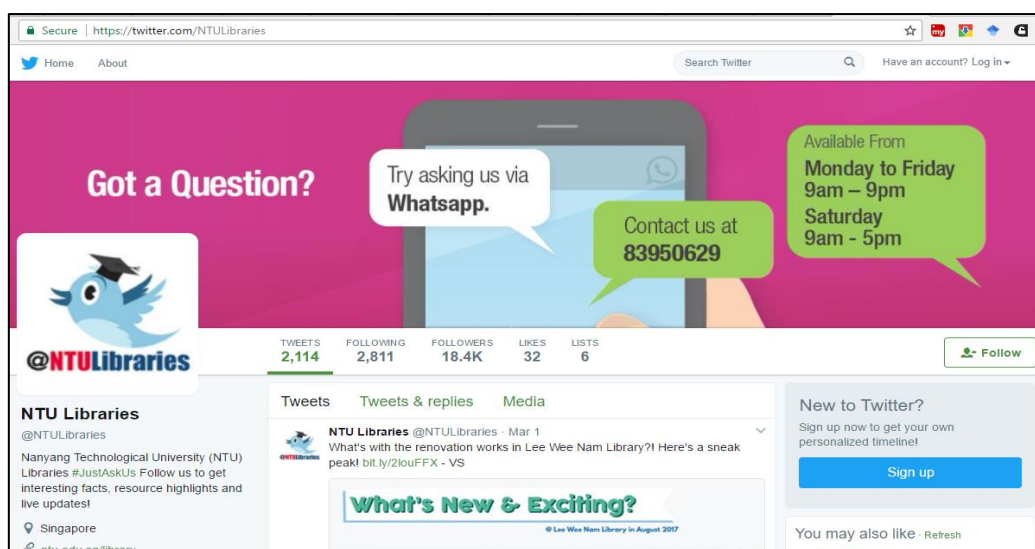 Secure https://twitter.com/NTULibraries
my
Home About Search Twitter Have an account? Log in
Got a Question?
Try asking us via
Whatsapp.
Contact us at
83950629
Available From
Monday to Friday
9am – 9pm
Saturday
9am - 5pm
@NTULibraries
TWEETS FOLLOWING FOLLOWERS LIKES LISTS
2,114 2,811 18.4K 32 6
Follow
NTU Libraries
@NTULibraries
Nanyang Technological University (NTU)
Libraries #JustAskUs Follow us to get
interesting facts, resource highlights and
live updates!
Singapore
ntu.edu.sg/library
Tweets Tweets & replies Media
NTU Libraries @NTULibraries · Mar 1
What's with the renovation works in Lee Wee Nam Library?! Here's a sneak
peak! bit.ly/2louFFX - VS
@NTULibraries
What's New & Exciting?
@ Lee Wee Nam Library in August 2017
New to Twitter?
Sign up now to get your own
personalized timeline!
Sign up
You may also like · Refresh